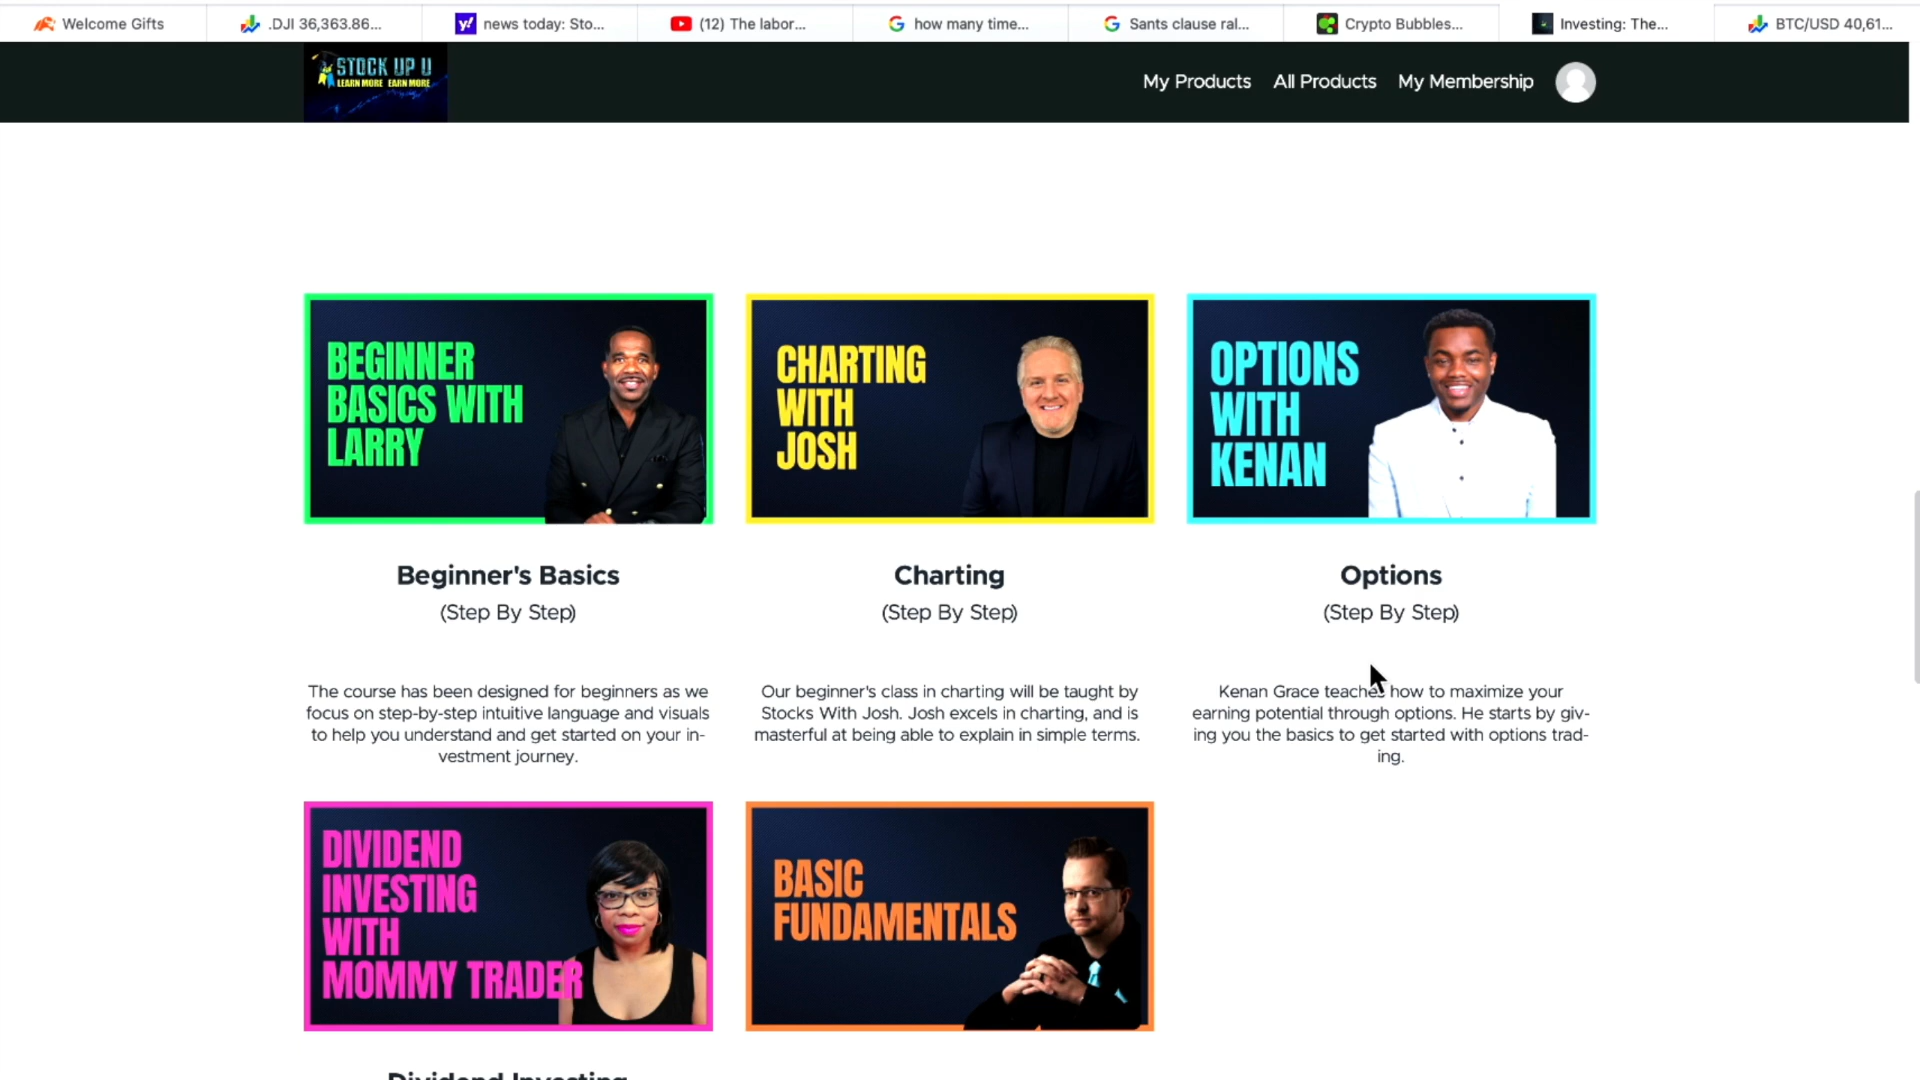 Welcome Gifts
.DJI 36,363.86...
news today: Sto...
(12) The labor...
how many time...
Sants clause ral...
Crypto Bubbles...
Investing: The...
BTC/USD 40,61...
STOCK UP U
LEARN MORE EARN MORE
My Products
All Products
My Membership
BEGINNER
BASICS WITH
LARRY
CHARTING
WITH
JOSH
OPTIONS
WITH
KENAN
Beginner's Basics
(Step By Step)
The course has been designed for beginners as we
focus on step-by-step intuitive language and visuals
to help you understand and get started on your in-
vestment journey.
Charting
(Step By Step)
Our beginner's class in charting will be taught by
Stocks With Josh. Josh excels in charting, and is
masterful at being able to explain in simple terms.
Options
(Step By Step)
Kenan Grace teaches how to maximize your
earning potential through options. He starts by giv-
ing you the basics to get started with options trad-
ing.
DIVIDEND
INVESTING
WITH
MOMMY TRADER
BASIC
FUNDAMENTALS
Dividend Investing